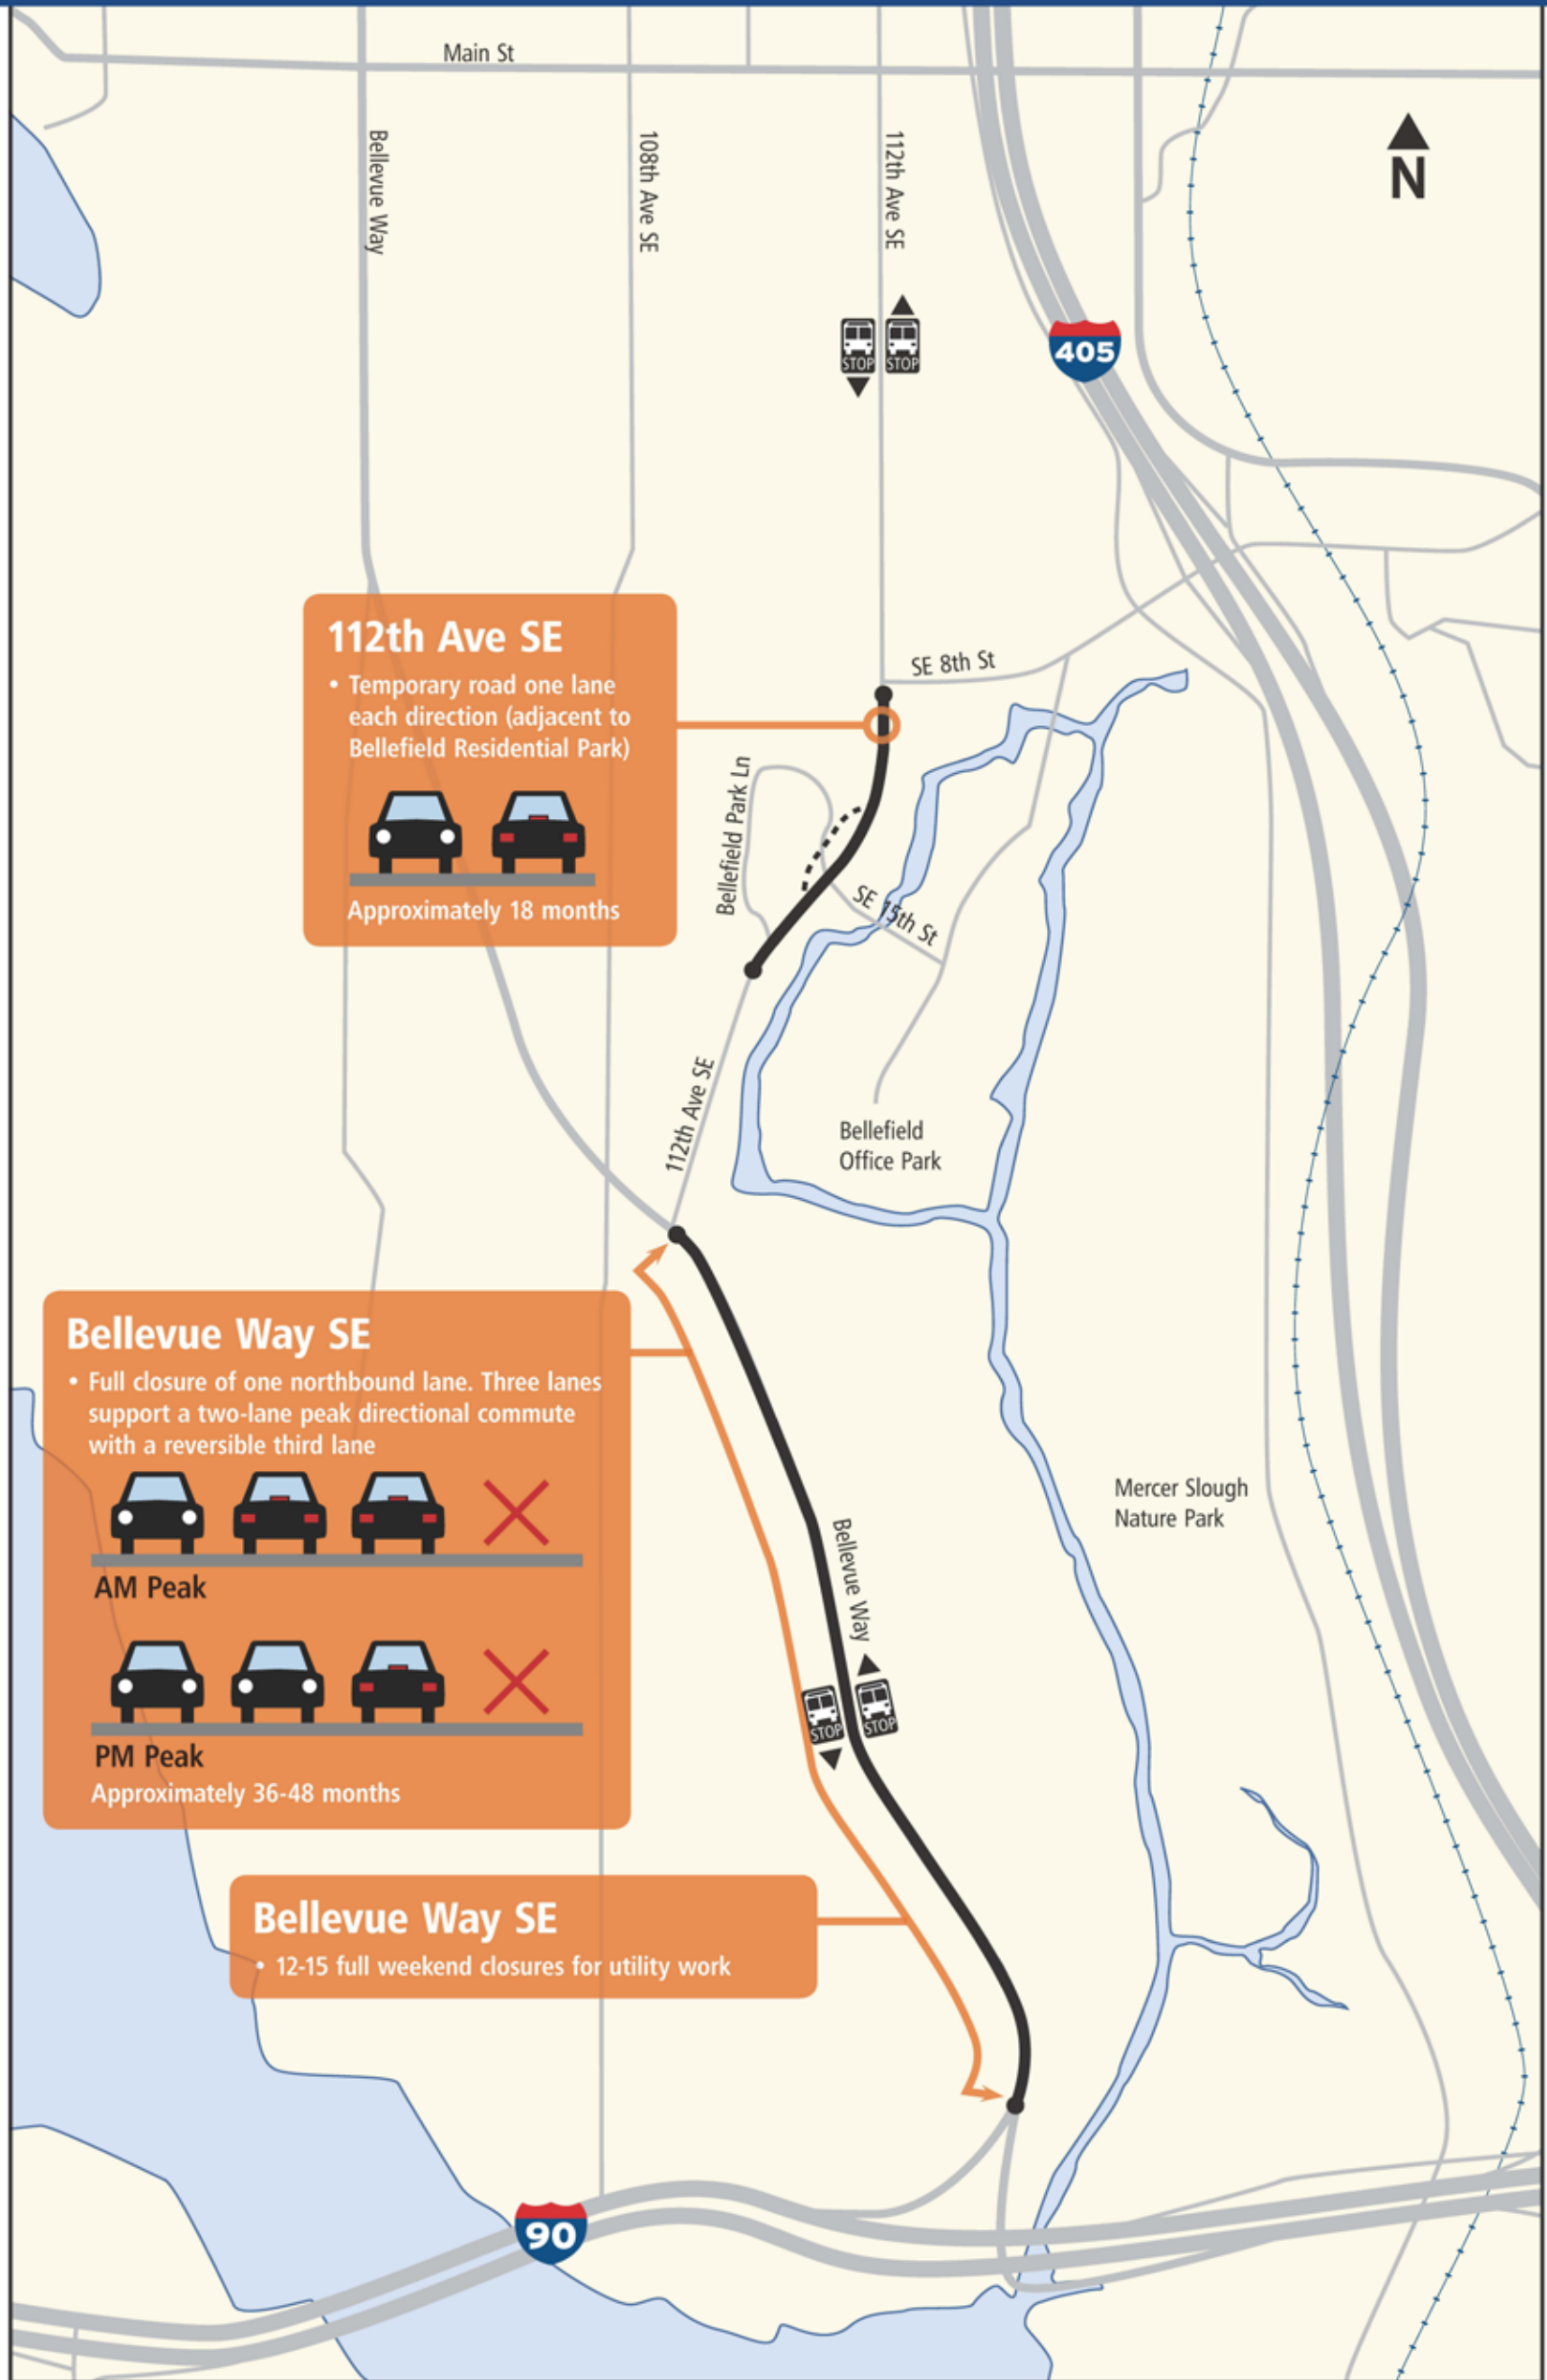 Main St
Bellevue Way
108th Ave SE
112th Ave SE
N
STOP
STOP
405
112th Ave SE
• Temporary road one lane
each direction (adjacent to
Bellefield Residential Park)
Approximately 18 months
SE 8th St
Bellefield Park Ln
SE 15th St
112th Ave SE
Bellefield
Office Park
Bellevue Way SE
• Full closure of one northbound lane. Three lanes
support a two-lane peak directional commute
with a reversible third lane
AM Peak
PM Peak
Approximately 36-48 months
Mercer Slough
Nature Park
Bellevue Way
STOP
STOP
Bellevue Way SE
• 12-15 full weekend closures for utility work
90